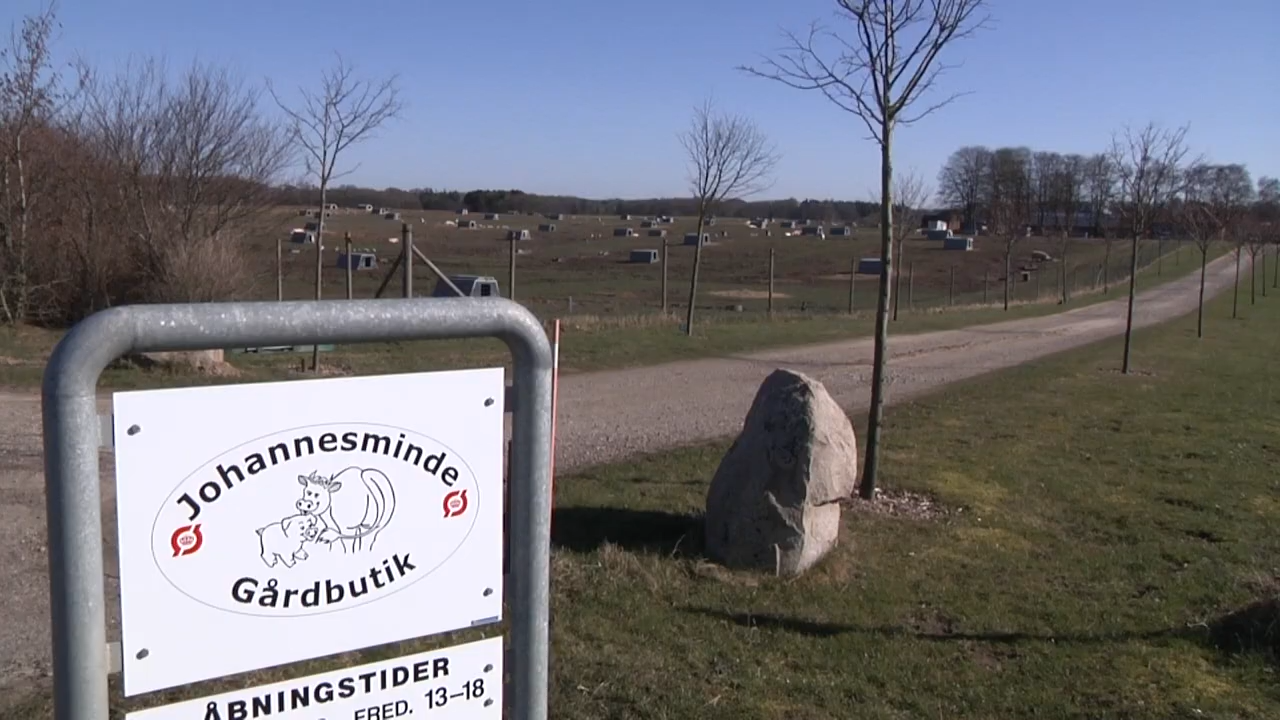 Johannesminde
Ø Ø
Gårdbutik
ÅBNINGSTIDER
FRED. 13–18